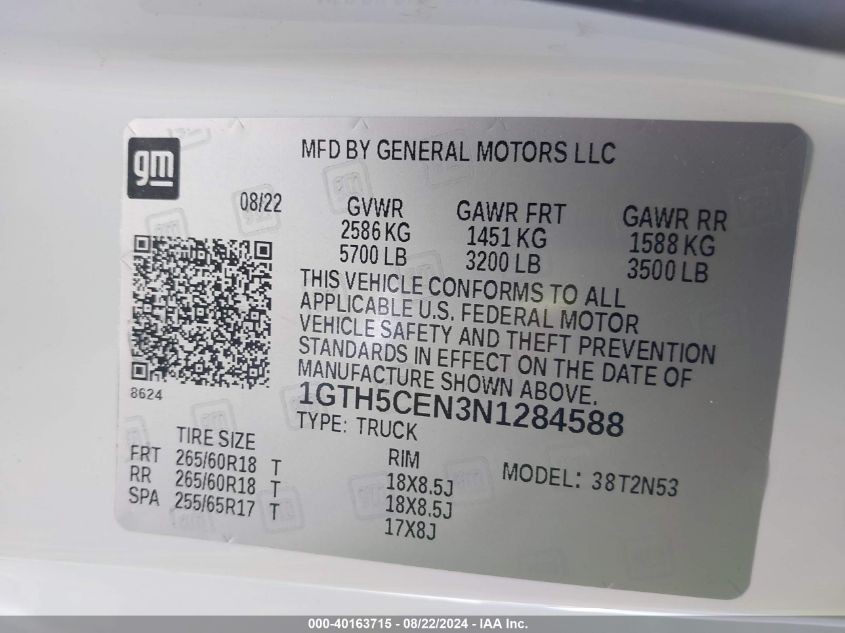 gm
MFD BY GENERAL MOTORS LLC
08/22
GVWR GAWR FRT GAWR RR
2586 KG 1451 KG 1588 KG
5700 LB 3200 LB 3500 LB
THIS VEHICLE CONFORMS TO ALL
APPLICABLE U.S. FEDERAL MOTOR
VEHICLE SAFETY AND THEFT PREVENTION
STANDARDS IN EFFECT ON THE DATE OF
MANUFACTURE SHOWN ABOVE.
8624
1GTH5CEN3N1284588
TYPE: TRUCK
TIRE SIZE RIM MODEL: 38T2N53
FRT 265/60R18 T 18X8.5J
RR 265/60R18 T 18X8.5J
SPA 255/65R17 T 17X8J
000-40163715 - 08/22/2024 - IAA Inc.